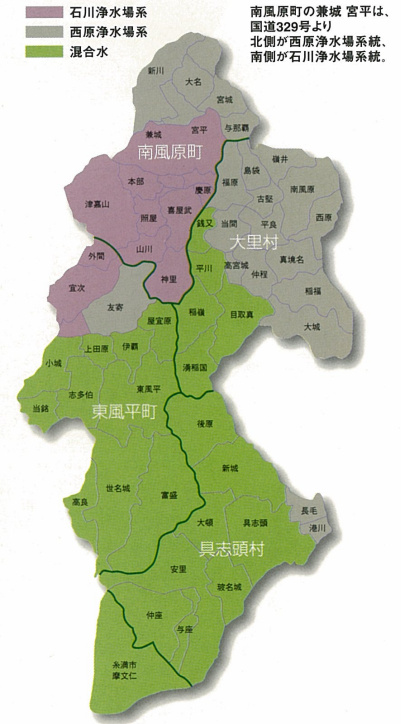 石川浄水場系
西原浄水場系
混合水
南風原町の兼城 宮平は、
国道329号より
北側が西原浄水場系統、
南側が石川浄水場系統。
新川
大名
宮城
与那覇
兼城
宮平
南風原町
本部
慶原
津嘉山
照屋
喜屋武
山川
神里
外間
宜次
友寄
嶺井
島袋
福原
南風原
古堅
西原
銭又
当間
平良
大里村
真境名
高宮城
仲程
平川
稲福
稲嶺
目取真
大城
湧稲国
屋宜原
伊覇
上田原
小城
志多伯
東風平
当銘
東風平町
後原
新城
世名城
高良
富盛
大頓
具志頭
長毛
港川
具志頭村
安里
玻名城
仲座
与座
糸満市
摩文仁